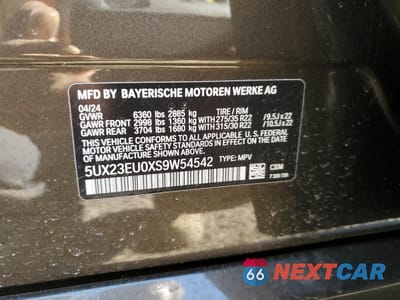 MFD BY BAYERISCHE MOTOREN WERKE AG
04/24 TIRE / RIM
GVWR 6360 lbs 2885 kg
GAWR FRONT 2998 lbs 1360 kg WITH 275/35 R22 / 9.5J x 22
GAWR REAR 3704 lbs 1680 kg WITH 315/30 R22 / 10.5J x 22
THIS VEHICLE CONFORMS TO ALL APPLICABLE U. S. FEDERAL
MOTOR VEHICLE SAFETY STANDARDS IN EFFECT ON THE
DATE OF MANUFACTURE SHOWN ABOVE.
5UX23EU0XS9W54542 TYPE: MPV
66 NEXTCAR